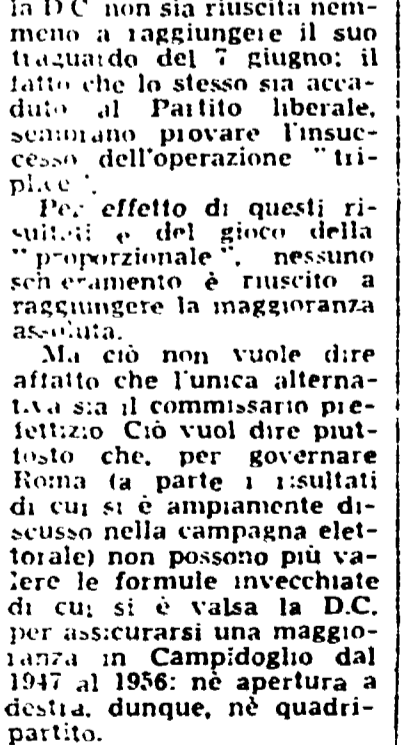 la D C non sia riuscita nem-
meno a raggiungere il suo
traguardo del 7 giugno; il
fatto che lo stesso sia acca-
duto al Partito liberale,
sembrano provare l'insuc-
cesso dell'operazione "tri-
plice".
Per effetto di questi ri-
sultati e del gioco della
"proporzionale", nessuno
schieramento è riuscito a
raggiungere la maggioranza
assoluta.
Ma ciò non vuole dire
affatto che l'unica alterna-
tiva sia il commissario pre-
fettizio Ciò vuol dire piut-
tosto che, per governare
Roma (a parte i risultati
di cui si è ampiamente di-
scusso nella campagna elet-
torale) non possono più va-
lere le formule invecchiate
di cui si è valsa la D.C.
per assicurarsi una maggio-
ranza in Campidoglio dal
1947 al 1956: nè apertura a
destra, dunque, nè quadri-
partito.